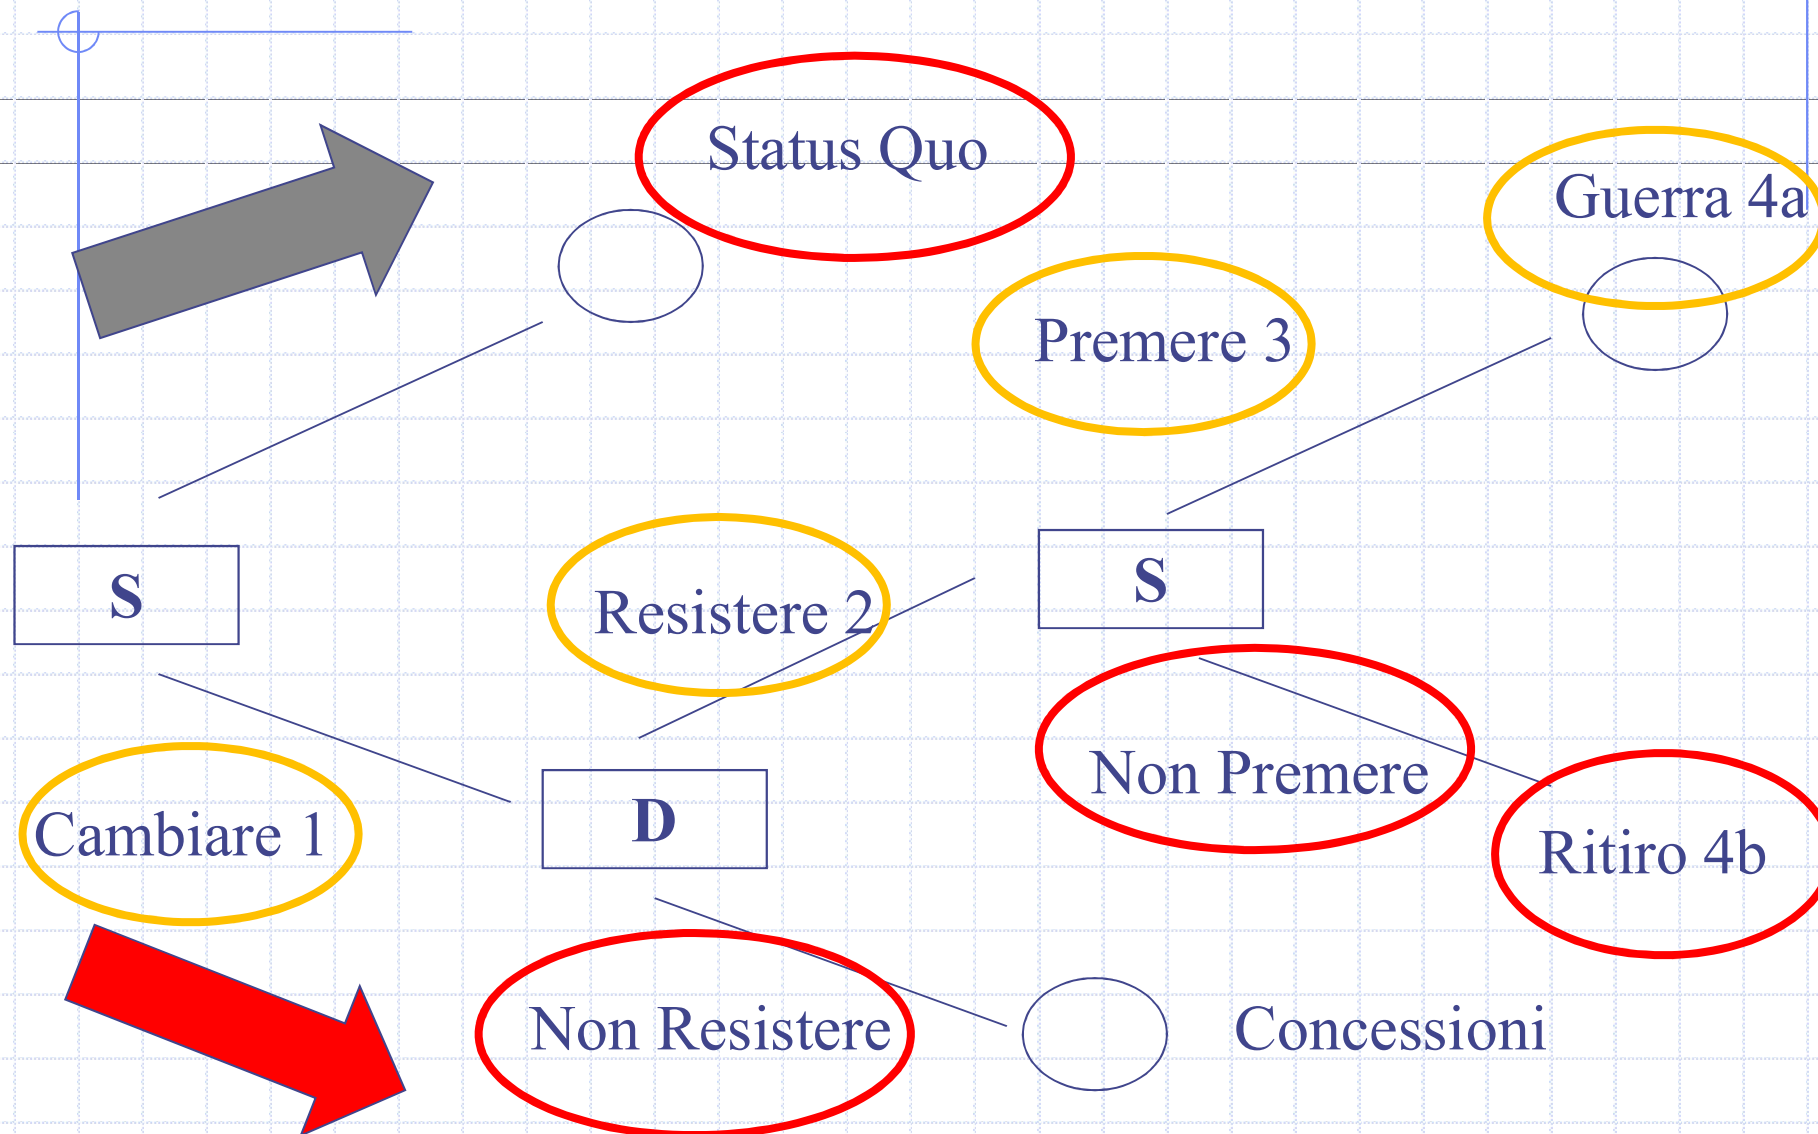 Status Quo
Guerra 4a
Premere 3
S
S
Resistere 2
Non Premere
Cambiare 1
D
Ritiro 4b
Non Resistere
Concessioni